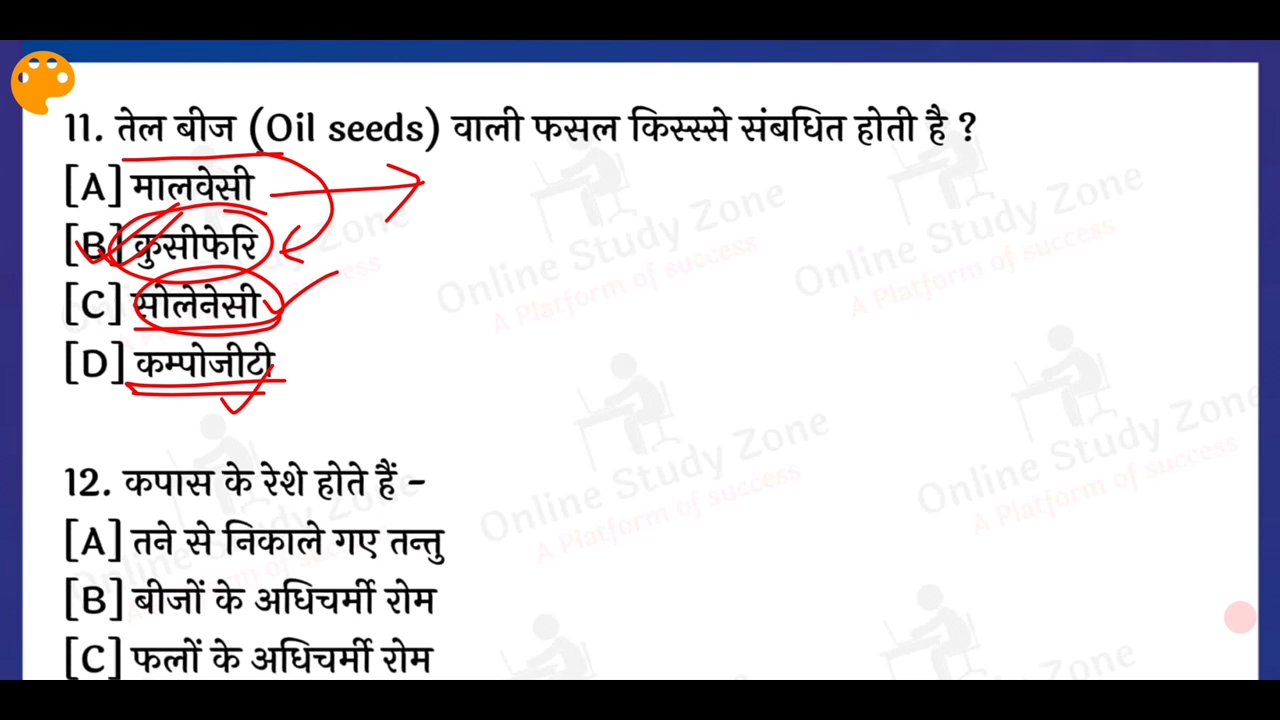 11. तेल बीज (Oil seeds) वाली फसल किस्स्से संबधित होती है ?
[A] मालवेसी
[B] क्रुसीफेरि
[C] सोलेनेसी
[D] कम्पोजीटी
12. कपास के रेशे होते हैं -
[A] तने से निकाले गए तन्तु
[B] बीजों के अधिचर्मी रोम
[C] फलों के अधिचर्मी रोम
Online Study Zone
A Platform of success